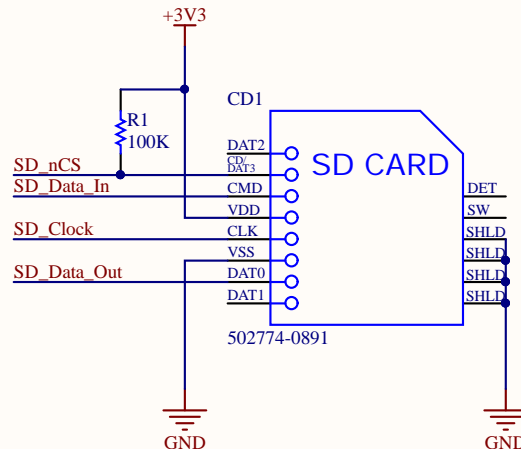 +3V3
R1
100K
CD1
SD CARD
SD_nCS
SD_Data_In
SD_Clock
SD_Data_Out
DAT2
CD/
DAT3
CMD
VDD
CLK
VSS
DAT0
DAT1
DET
SW
SHLD
SHLD
SHLD
SHLD
502774-0891
GND
GND